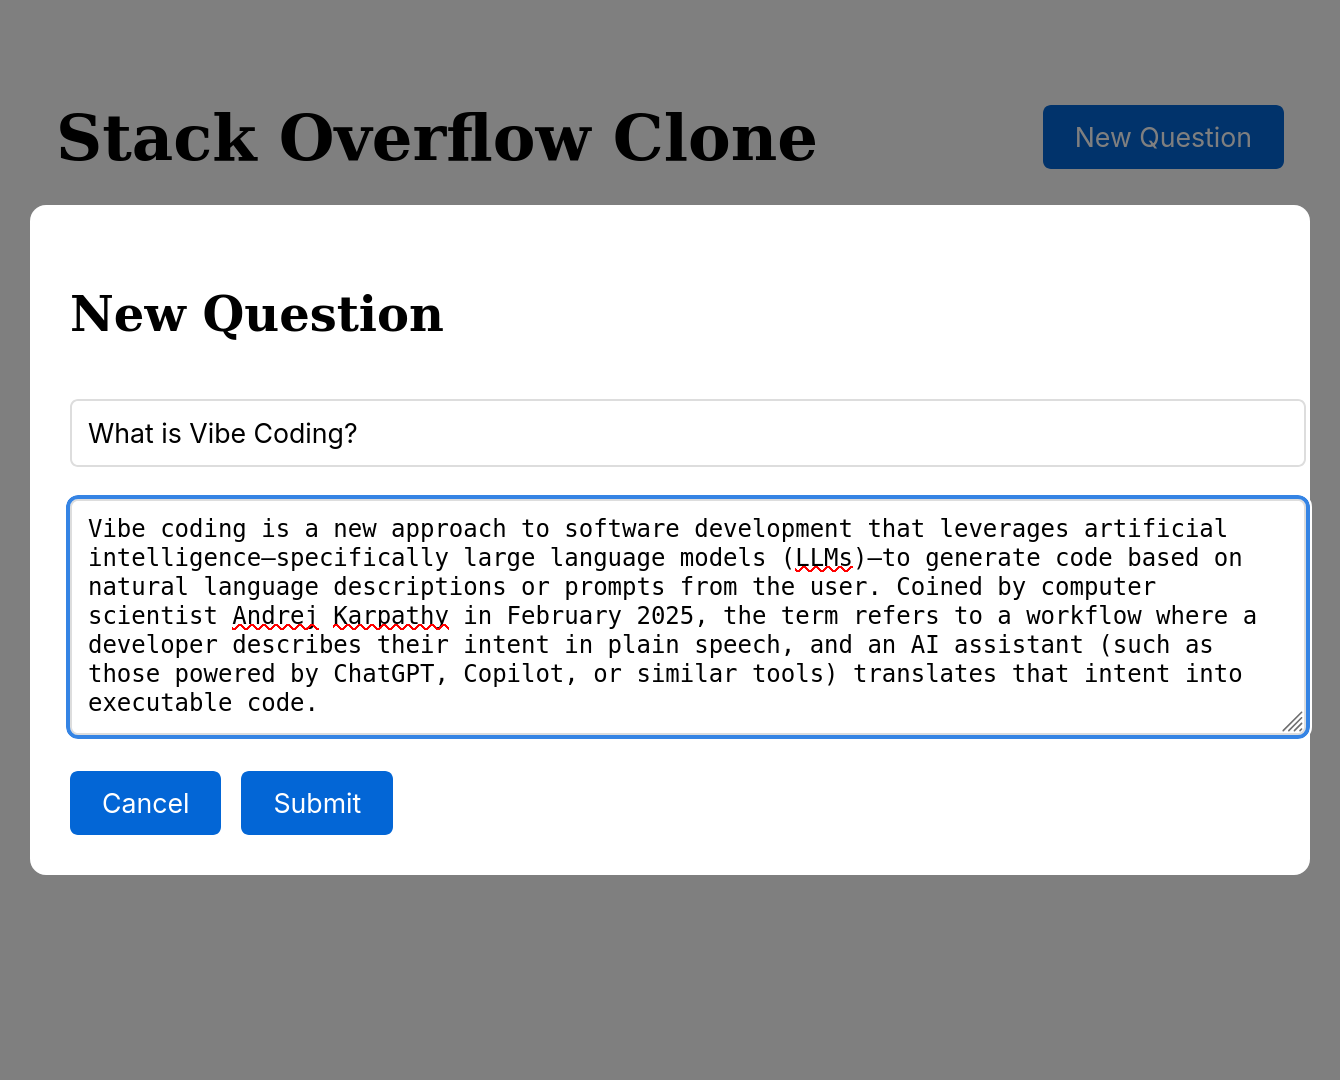 Stack Overflow Clone
New Question
New Question
What is Vibe Coding?
Vibe coding is a new approach to software development that leverages artificial
intelligence—specifically large language models (LLMs)—to generate code based on
natural language descriptions or prompts from the user. Coined by computer
scientist Andrej Karpathy in February 2025, the term refers to a workflow where a
developer describes their intent in plain speech, and an AI assistant (such as
those powered by ChatGPT, Copilot, or similar tools) translates that intent into
executable code.
Cancel
Submit